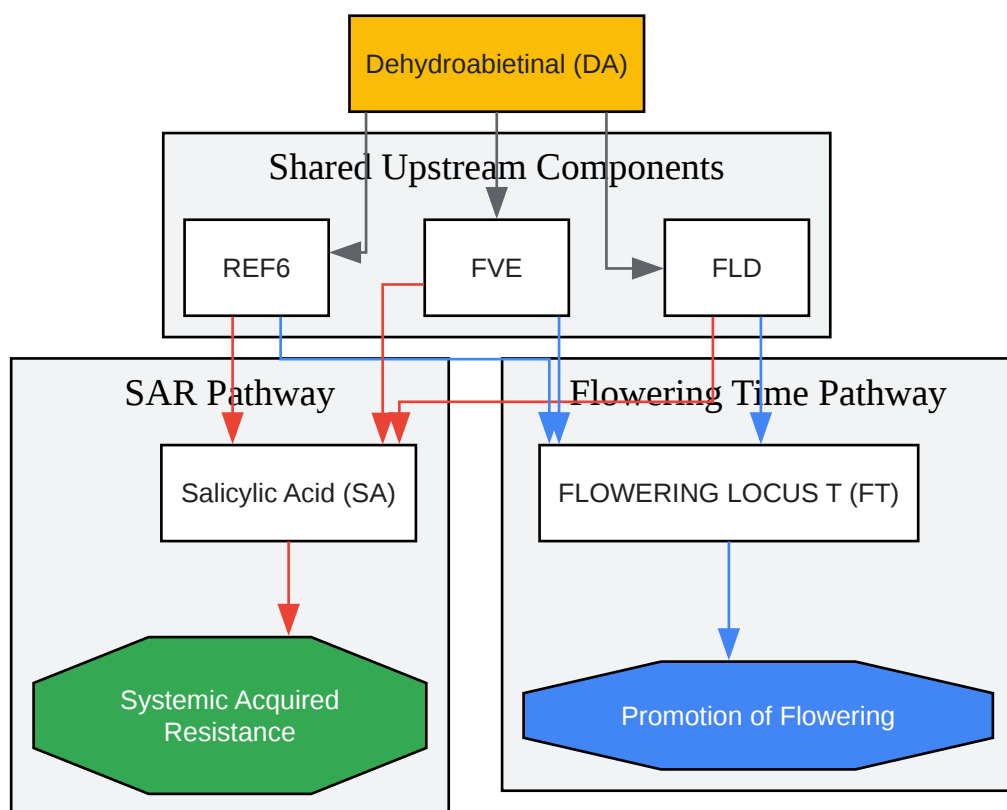 Dehydroabietinal (DA)
Shared Upstream Components
REF6
FVE
FLD
SAR Pathway
Flowering Time Pathway
Salicylic Acid (SA)
FLOWERING LOCUS T (FT)
Systemic Acquired
Resistance
Promotion of Flowering